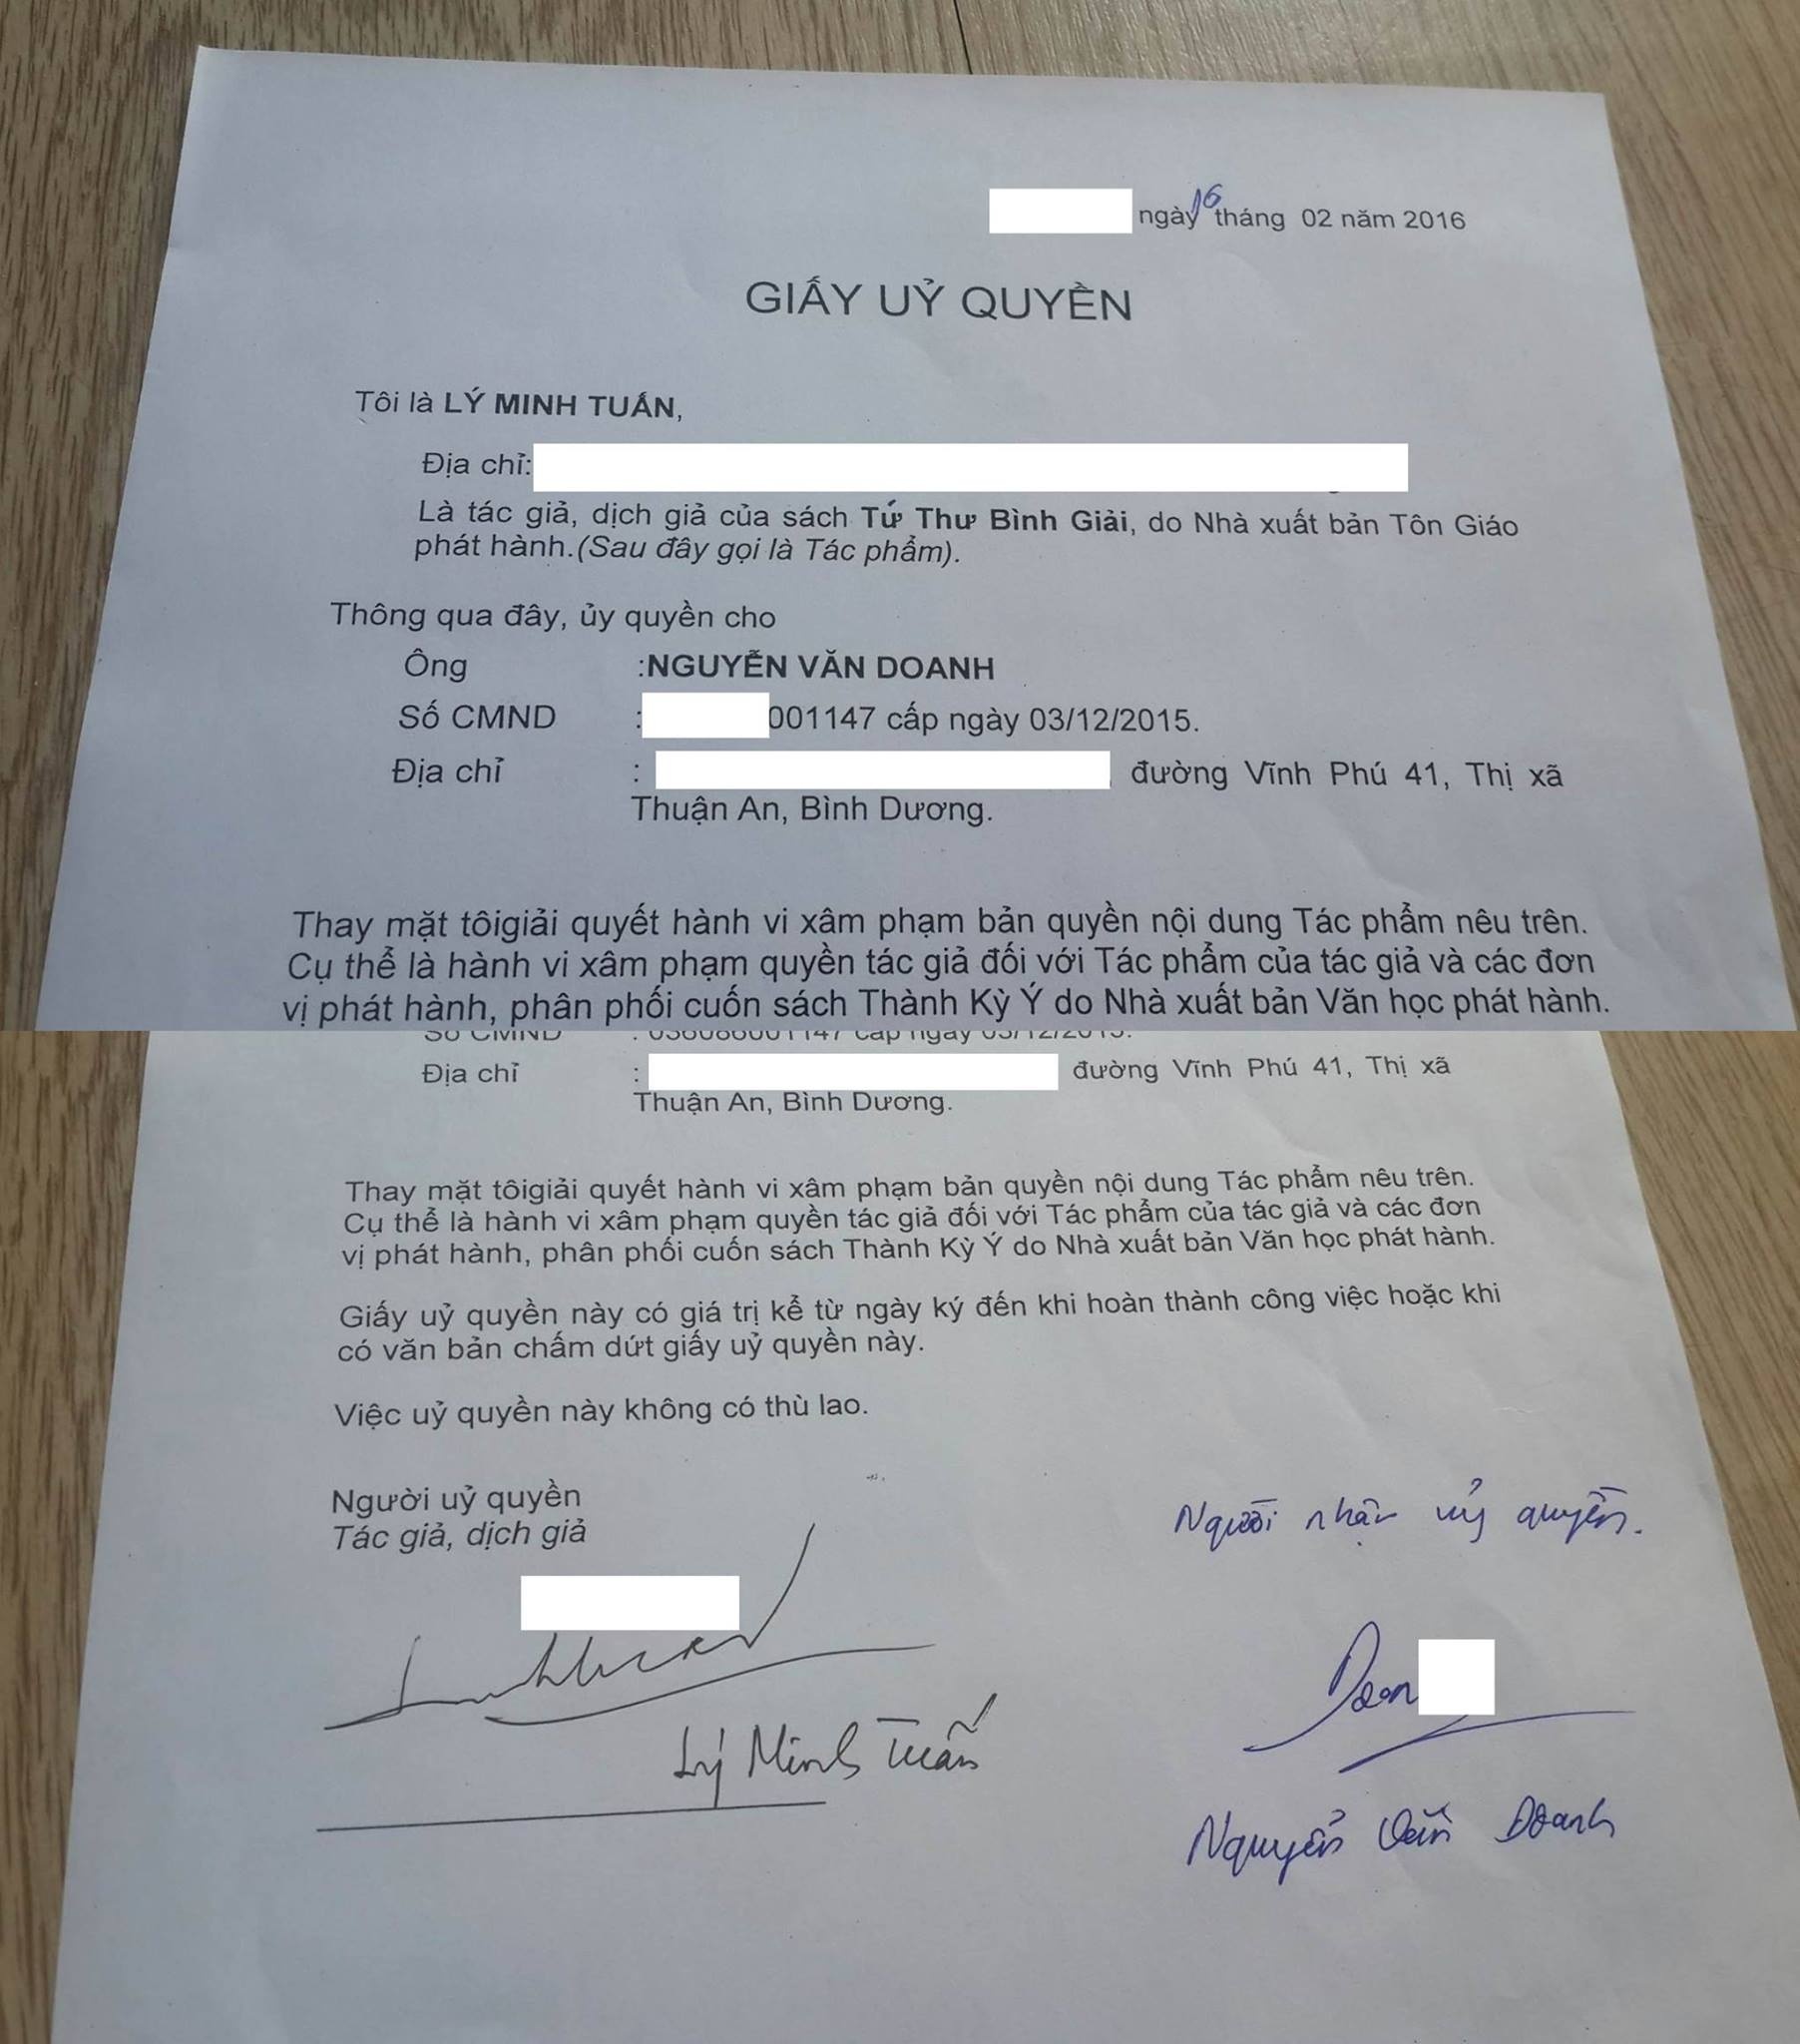 ngày 16 tháng 02 năm 2016
GIẤY UỶ QUYỀN
Tôi là LÝ MINH TUẤN,
Địa chỉ:
Là tác giả, dịch giả của sách Tứ Thư Bình Giải, do Nhà xuất bản Tôn Giáo
phát hành.(Sau đây gọi là Tác phẩm).
Thông qua đây, ủy quyền cho
Ông :NGUYỄN VĂN DOANH
Số CMND : 001147 cấp ngày 03/12/2015.
Địa chỉ : đường Vĩnh Phú 41, Thị xã
Thuận An, Bình Dương.
Thay mặt tôigiải quyết hành vi xâm phạm bản quyền nội dung Tác phẩm nêu trên.
Cụ thể là hành vi xâm phạm quyền tác giả đối với Tác phẩm của tác giả và các đơn
vị phát hành, phân phối cuốn sách Thành Kỳ Ý do Nhà xuất bản Văn học phát hành.
Số CMND : cấp ngày 03/12/2015.
Địa chỉ : đường Vĩnh Phú 41, Thị xã
Thuận An, Bình Dương.
Thay mặt tôigiải quyết hành vi xâm phạm bản quyền nội dung Tác phẩm nêu trên.
Cụ thể là hành vi xâm phạm quyền tác giả đối với Tác phẩm của tác giả và các đơn
vị phát hành, phân phối cuốn sách Thành Kỳ Ý do Nhà xuất bản Văn học phát hành.
Giấy uỷ quyền này có giá trị kể từ ngày ký đến khi hoàn thành công việc hoặc khi
có văn bản chấm dứt giấy uỷ quyền này.
Việc uỷ quyền này không có thù lao.
Người uỷ quyền
Tác giả, dịch giả
Người nhận uỷ quyền.
Doan
Lý Minh Tuấn
Nguyễn Văn Doanh